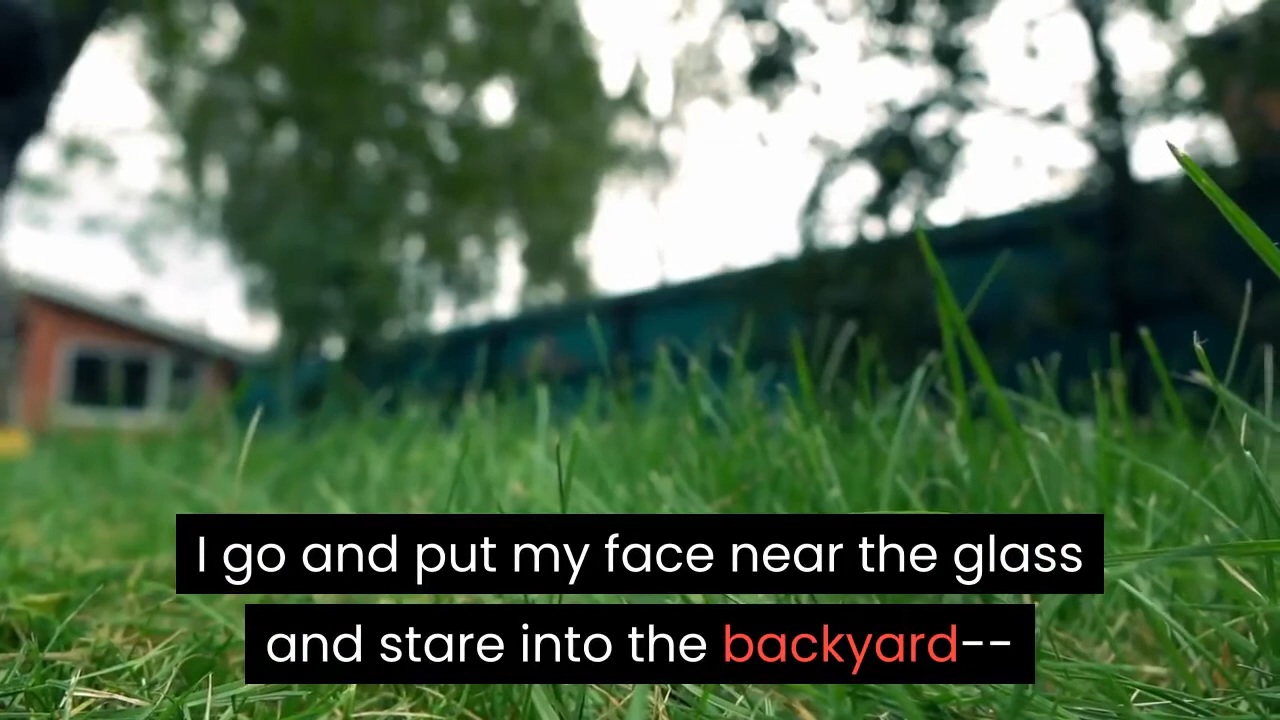 I go and put my face near the glass
and stare into the backyard--